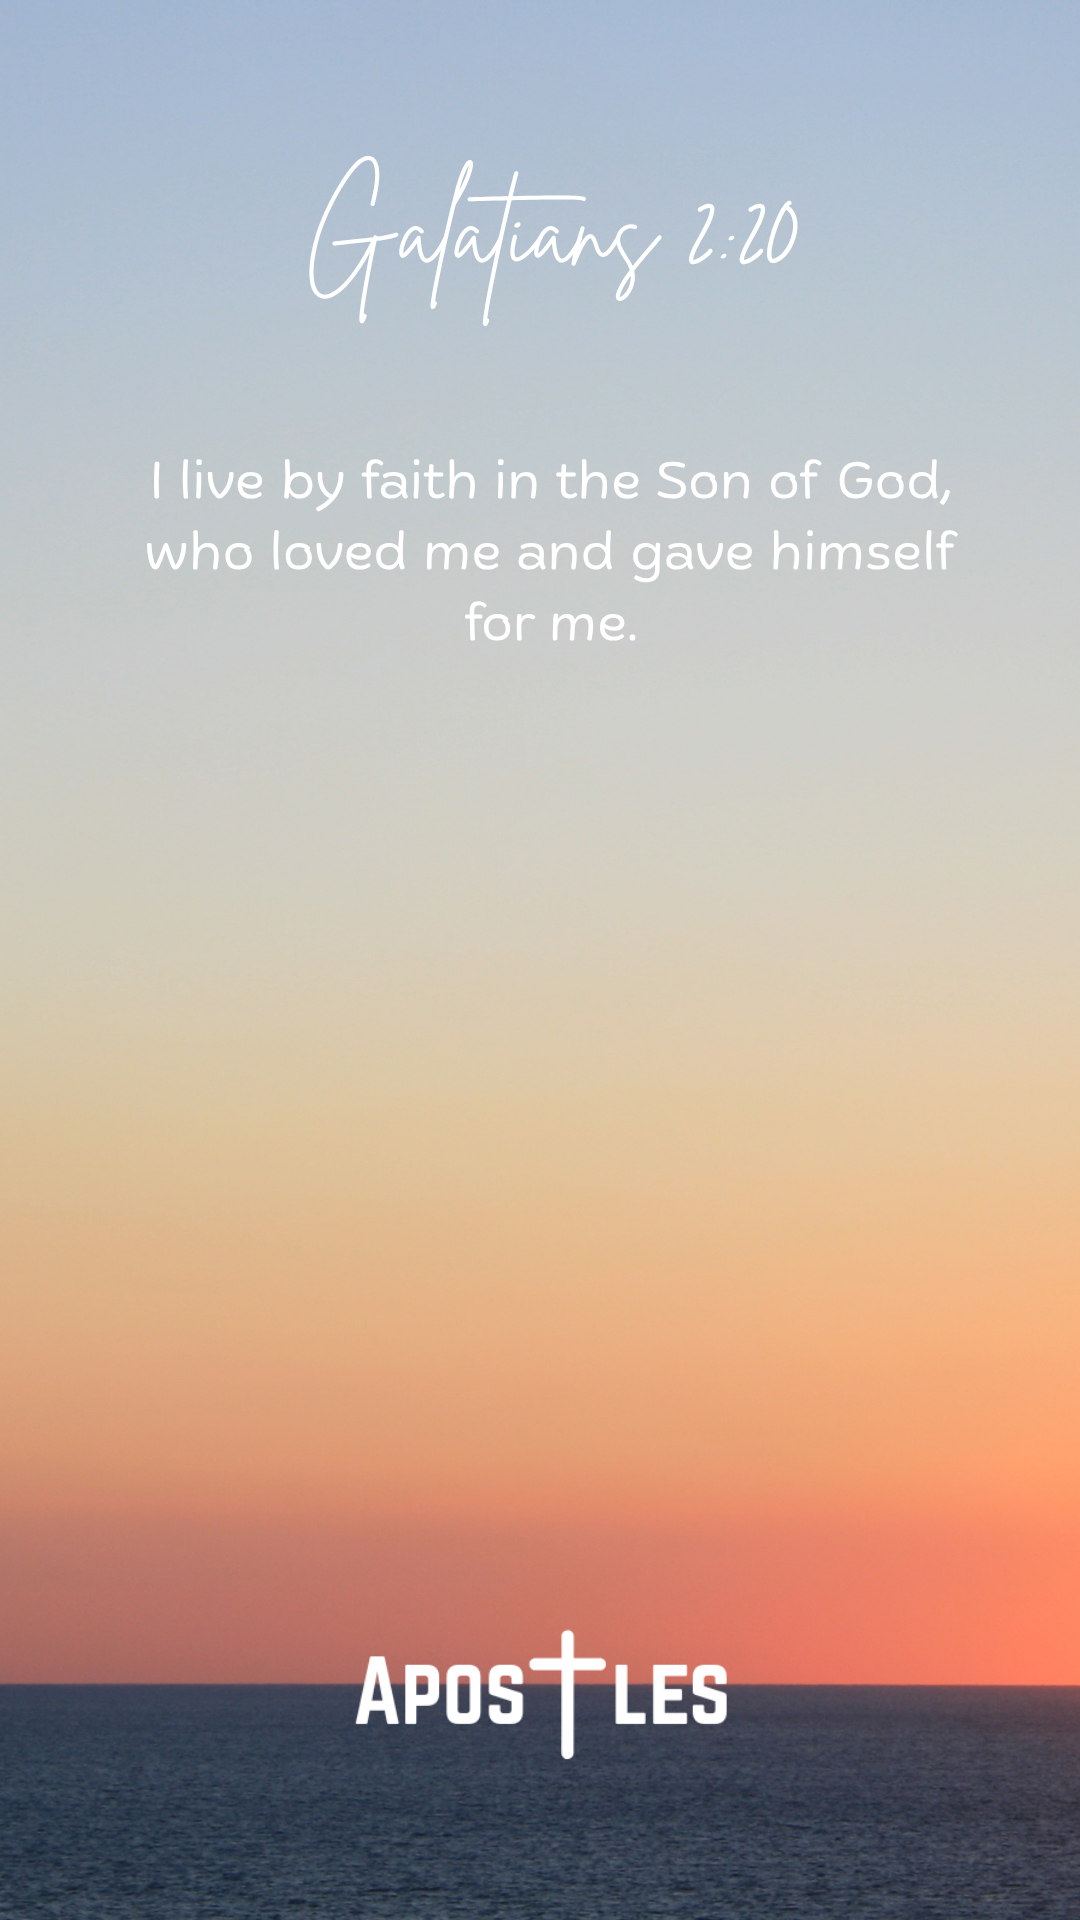 Galatians 2:20
I live by faith in the Son of God,
who loved me and gave himself
for me.
APOSTLES